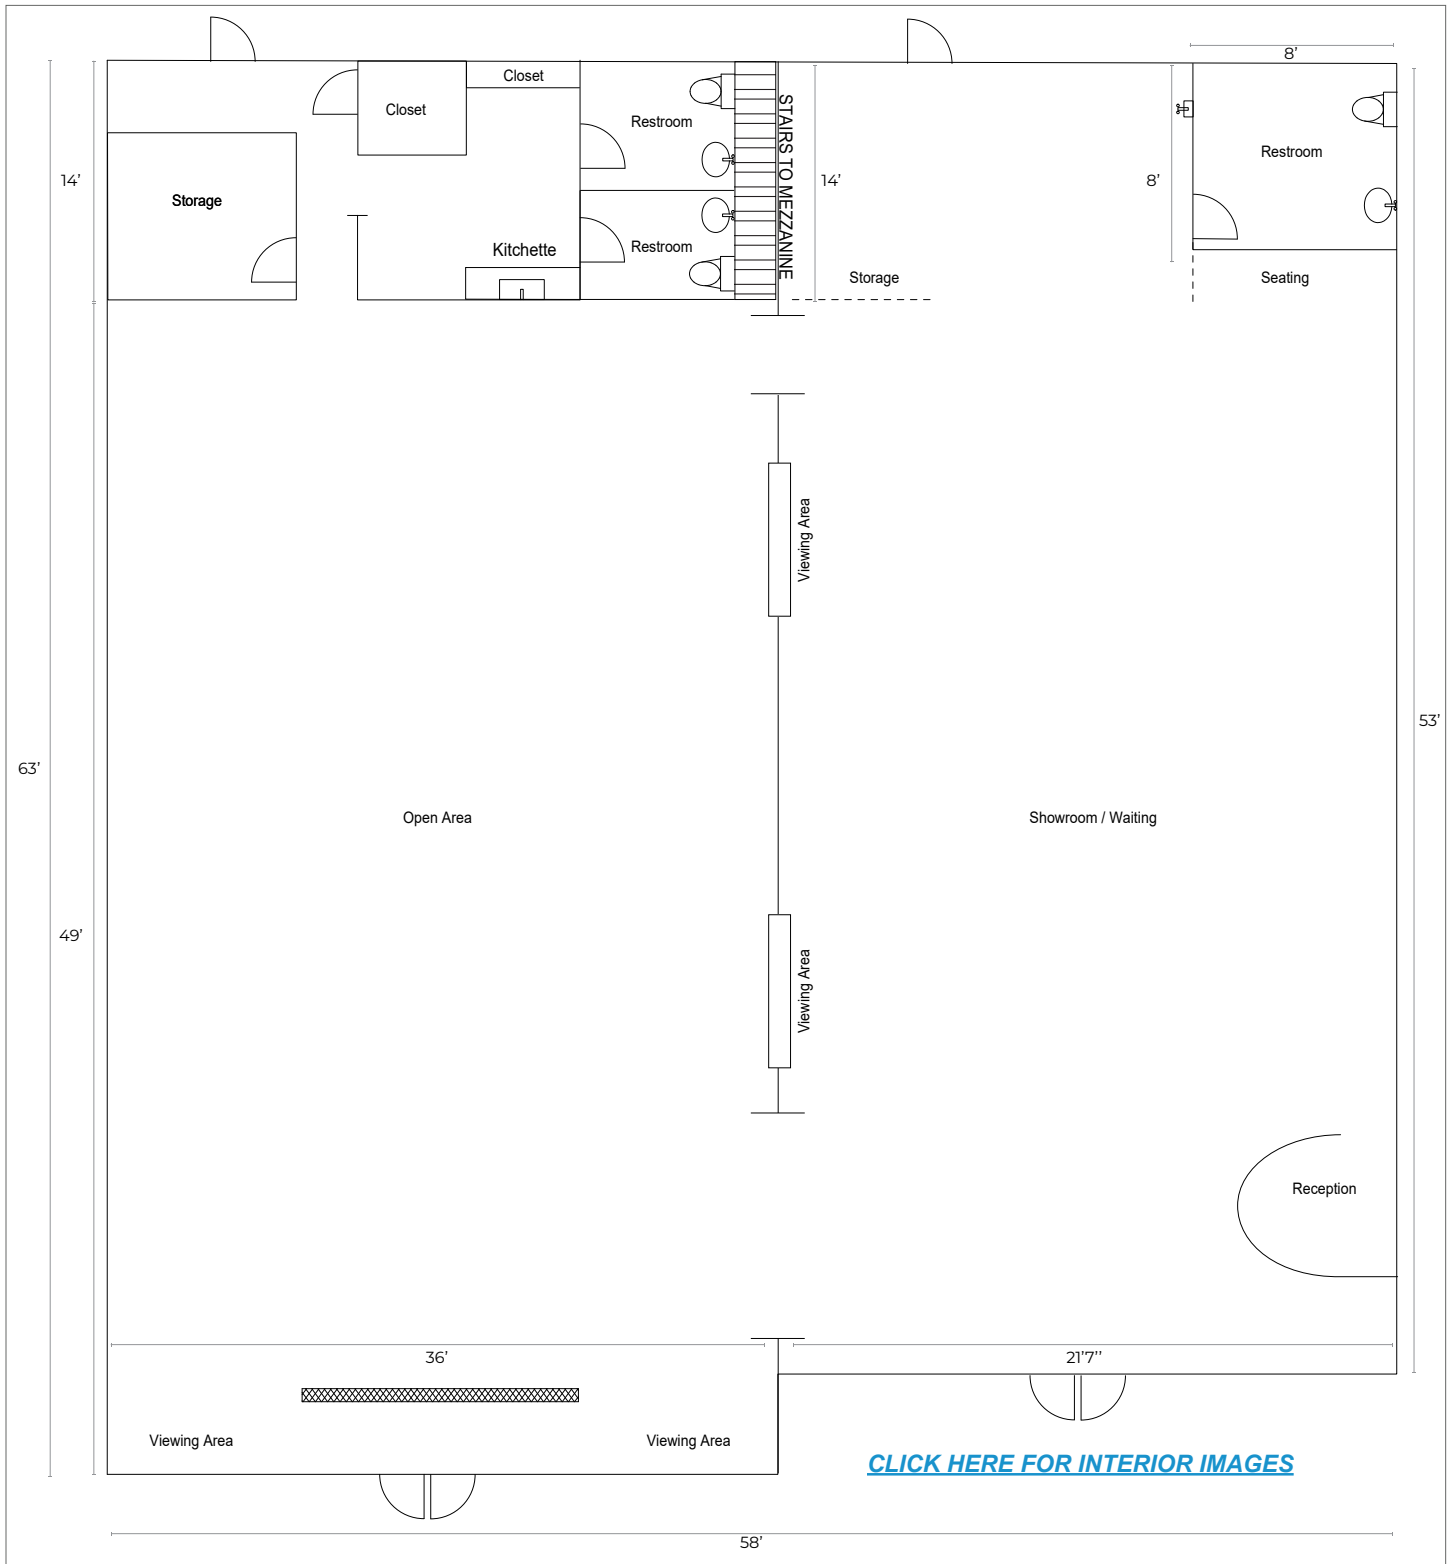 8’
Closet
Closet
Restroom
STAIRS TO MEZZANINE
14’
14’
8’
Restroom
Storage
Restroom
Kitchette
Storage
Seating
Viewing Area
53’
63’
Open Area
Showroom / Waiting
49’
Viewing Area
Reception
36’
21’7’’
Viewing Area
Viewing Area
CLICK HERE FOR INTERIOR IMAGES
58’